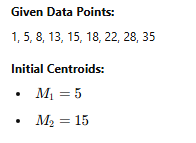 Given Data Points:
1, 5, 8, 13, 15, 18, 22, 28, 35
Initial Centroids:
• M₁ = 5
• M₂ = 15